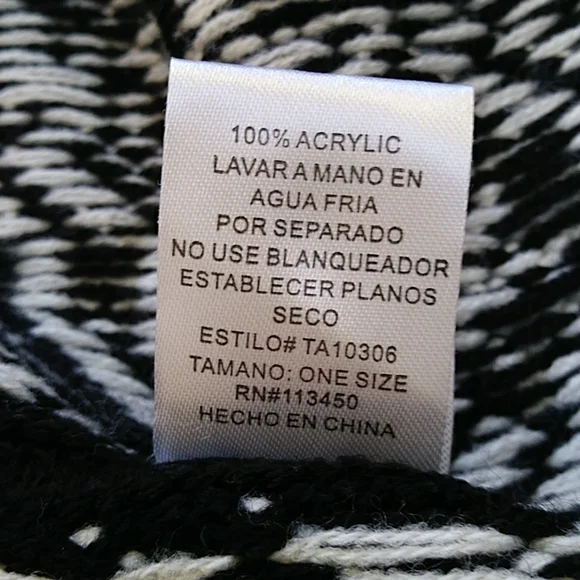 100% ACRYLIC
LAVAR A MANO EN
AGUA FRIA
POR SEPARADO
NO USE BLANQUEADOR
ESTABLECER PLANOS
SECO
ESTILO# TA10306
TAMANO: ONE SIZE
RN#113450
HECHO EN CHINA